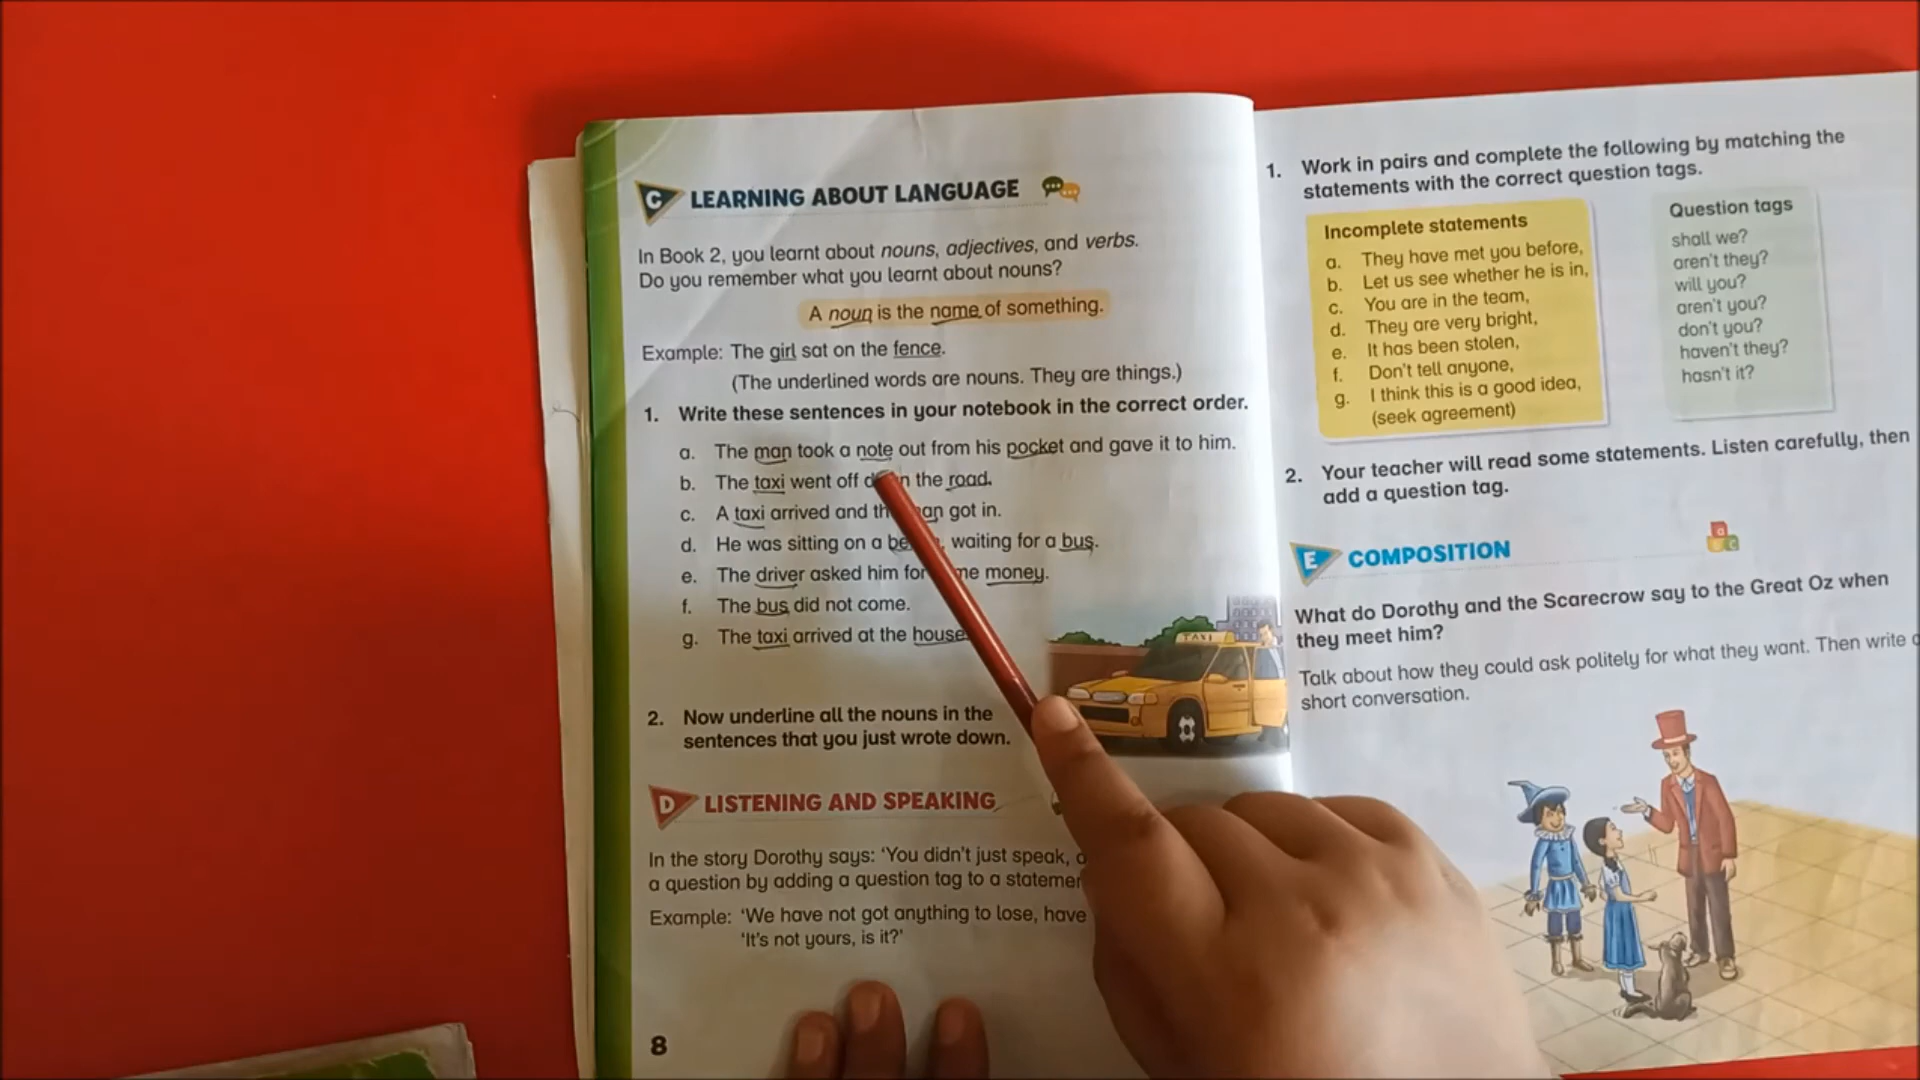 C LEARNING ABOUT LANGUAGE
In Book 2, you learnt about nouns, adjectives, and verbs.
Do you remember what you learnt about nouns?
A noun is the name of something.
Example: The girl sat on the fence.
(The underlined words are nouns. They are things.)
1. Write these sentences in your notebook in the correct order.
a. The man took a note out from his pocket and gave it to him.
b. The taxi went off the road.
c. A taxi arrived and got in.
d. He was sitting on a waiting for a bus.
e. The driver asked him for money.
f. The bus did not come.
g. The taxi arrived at the house
TAXI
2. Now underline all the nouns in the
sentences that you just wrote down.
D LISTENING AND SPEAKING
In the story Dorothy says: 'You didn't just speak,
a question by adding a question tag to a
Example: 'We have not got anything to lose, have
'It's not yours, is it?'
8
1. Work in pairs and complete the following by matching the
statements with the correct question tags.
Incomplete statements
a. They have met you before,
b. Let us see whether he is in,
c. You are in the team,
d. They are very bright,
e. It has been stolen,
f. Don't tell anyone,
g. I think this is a good idea,
(seek agreement)
Question tags
shall we?
aren't they?
will you?
aren't you?
don't you?
haven't they?
hasn't it?
2. Your teacher will read some statements. Listen carefully, then
add a question tag.
E COMPOSITION
What do Dorothy and the Scarecrow say to the Great Oz when
they meet him?
Talk about how they could ask politely for what they want. Then write
short conversation.